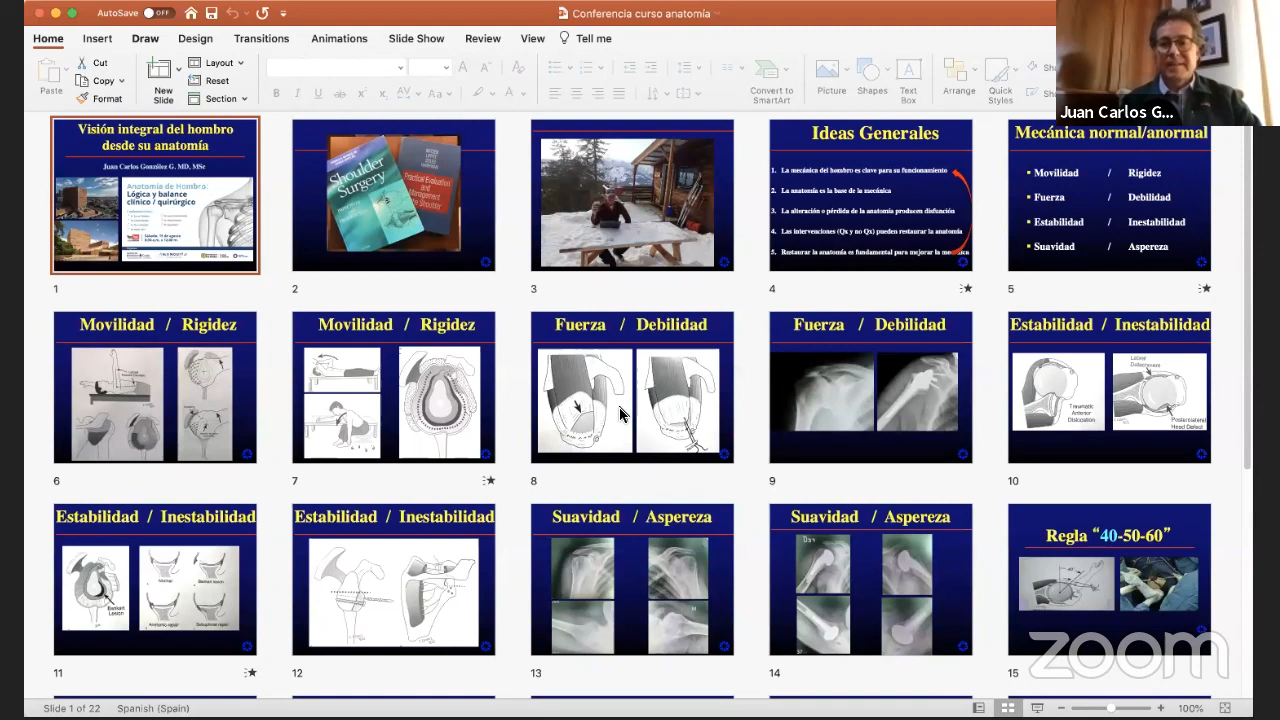 AutoSave OFF
Conferencia curso anatomía
Home Insert Draw Design Transitions Animations Slide Show Review View Tell me
Paste
Cut
Copy
Format
New
Slide
Layout
Reset
Section
Convert to
SmartArt
Picture
Shapes
Text
Box
Arrange
Quick
Styles
Juan Carlos G...
Visión integral del hombro
desde su anatomía
Juan Carlos González G. MD, MSc
Anatomía de Hombro:
Lógica y balance
clínico / quirúrgico
1
Shoulder
Surgery
Practical Evaluation
and
Management of
the Shoulder
2
3
Ideas Generales
1. La mecánica del hombro es clave para su funcionamiento
2. La anatomía es la base de la mecánica
3. La alteración o pérdida de la anatomía producen disfunción
4. Las intervenciones (Qx y no Qx) pueden restaurar la anatomía
5. Restaurar la anatomía es fundamental para mejorar la mecánica
4
Mecánica normal/anormal
Movilidad / Rigidez
Fuerza / Debilidad
Estabilidad / Inestabilidad
Suavidad / Aspereza
5
Movilidad / Rigidez
6
Movilidad / Rigidez
7
Fuerza / Debilidad
8
Fuerza / Debilidad
9
Estabilidad / Inestabilidad
Traumatic
Anterior
Dislocation
Posterolateral
Head Defect
10
Estabilidad / Inestabilidad
Bankart
Lesion
11
Estabilidad / Inestabilidad
12
Suavidad / Aspereza
13
Suavidad / Aspereza
14
Regla “40-50-60”
15
zoom
Slide 1 of 22 Spanish (Spain)
100%